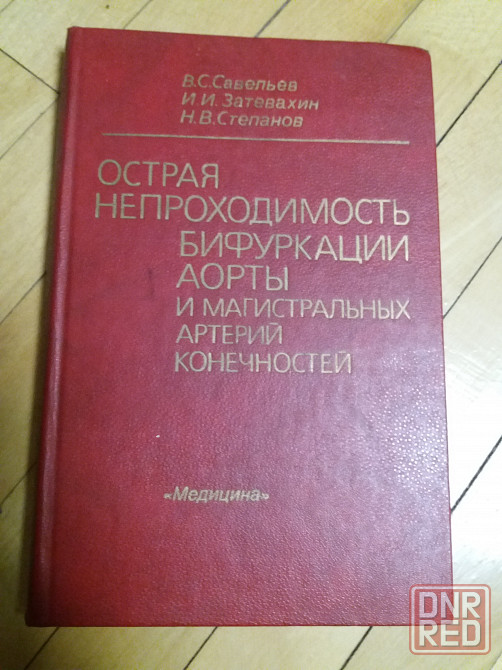 В.С.Савельев
И.И.Затевахин
Н.В.Степанов
ОСТРАЯ
НЕПРОХОДИМОСТЬ
БИФУРКАЦИИ
АОРТЫ
И МАГИСТРАЛЬНЫХ
АРТЕРИЙ
КОНЕЧНОСТЕЙ
«Медицина»
DNR
RED